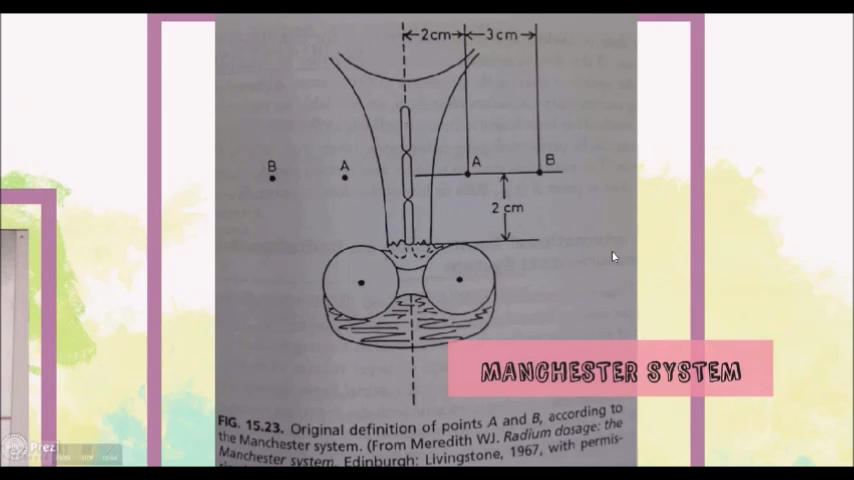 2 cm 3 cm
B A A B
2 cm
MANCHESTER SYSTEM
FIG. 15.23. Original definition of points A and B, according to
the Manchester system. (From Meredith WJ. Radium dosage: the
Manchester system. Edinburgh: Livingstone, 1967, with permis-
Prezi